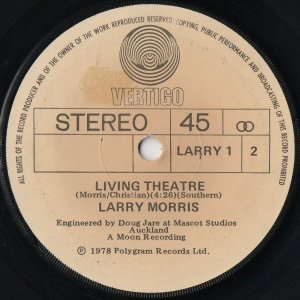 ALL RIGHTS OF THE RECORD PRODUCER AND OF THE OWNER OF THE WORK REPRODUCED RESERVED. COPYING, PUBLIC PERFORMANCE AND BROADCASTING OF THIS RECORD PROHIBITED
VERTIGO
STEREO 45
LARRY 1 2
LIVING THEATRE
(Morris/Christian)(4:26)(Southern)
LARRY MORRIS
Engineered by Doug Jare at Mascot Studios
Auckland
A Moon Recording
℗ 1978 Polygram Records Ltd.